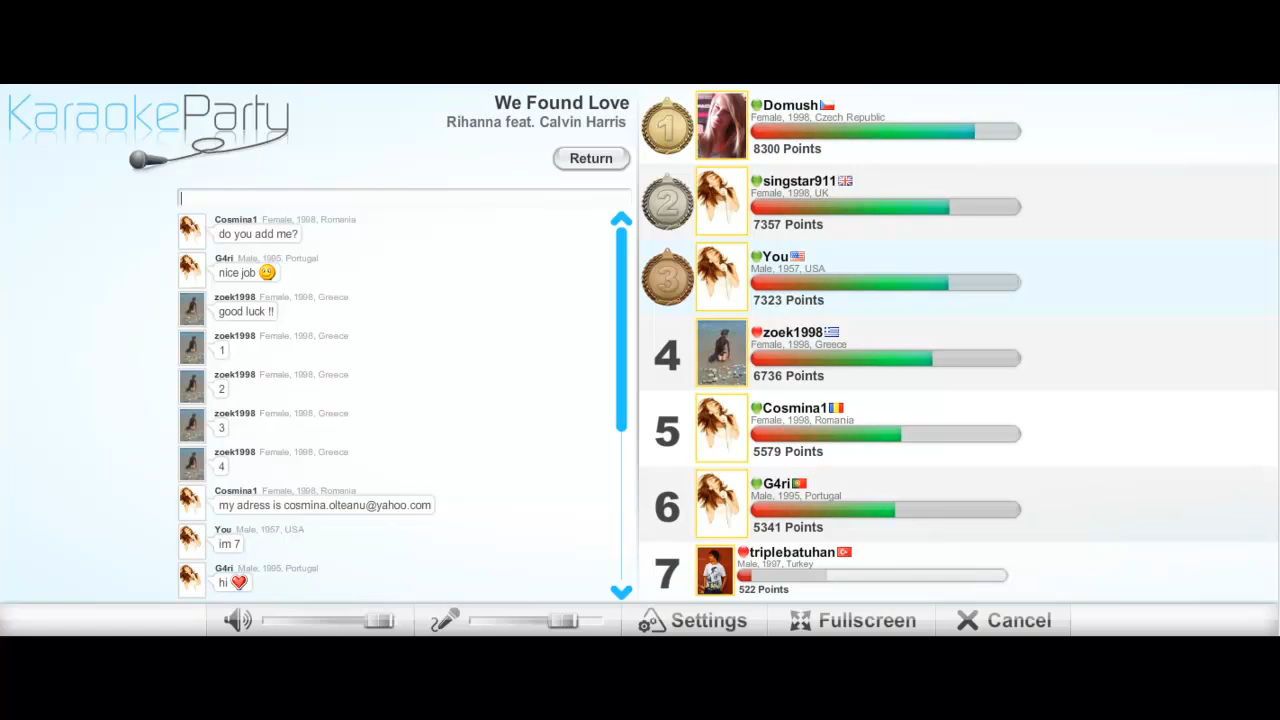 KaraokeParty
We Found Love
Rihanna feat. Calvin Harris
Return
Cosmina1 Female, 1998, Romania
do you add me?
G4ri Male, 1995, Portugal
nice job
zoek1998 Female, 1998, Greece
good luck !!
zoek1998 Female, 1998, Greece
1
zoek1998 Female, 1998, Greece
2
zoek1998 Female, 1998, Greece
3
zoek1998 Female, 1998, Greece
4
Cosmina1 Female, 1998, Romania
my adress is cosmina.olteanu@yahoo.com
You Male, 1957, USA
im 7
G4ri Male, 1995, Portugal
hi
1
Domush
Female, 1998, Czech Republic
8300 Points
2
singstar911
Female, 1998, UK
7357 Points
3
You
Male, 1957, USA
7323 Points
4
zoek1998
Female, 1998, Greece
6736 Points
5
Cosmina1
Female, 1998, Romania
5579 Points
6
G4ri
Male, 1995, Portugal
5341 Points
7
triplebatuhan
Male, 1997, Turkey
522 Points
Settings
Fullscreen
Cancel